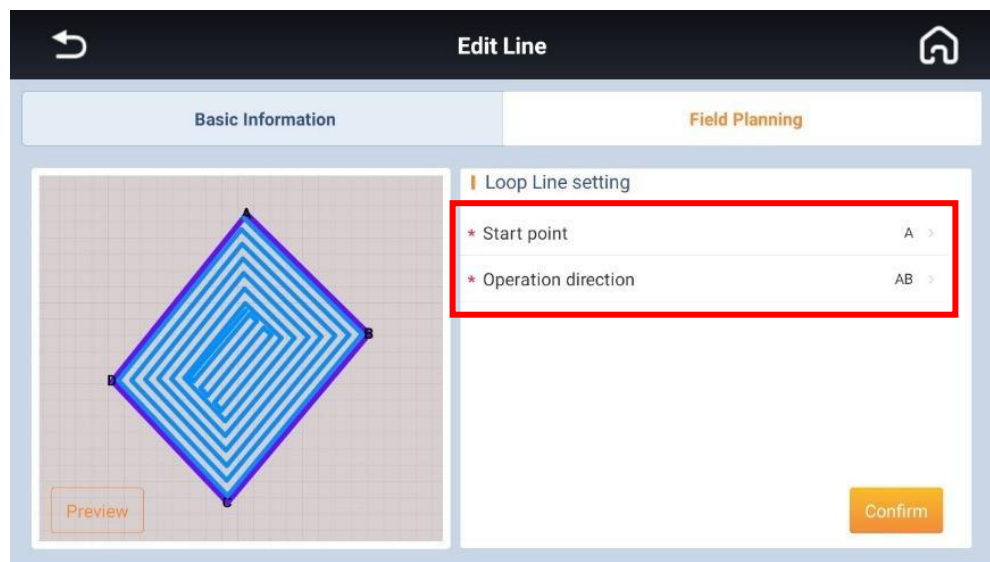 Edit Line
Basic Information
Field Planning
Loop Line setting
* Start point A >
* Operation direction AB >
A
B
D
C
Preview
Confirm